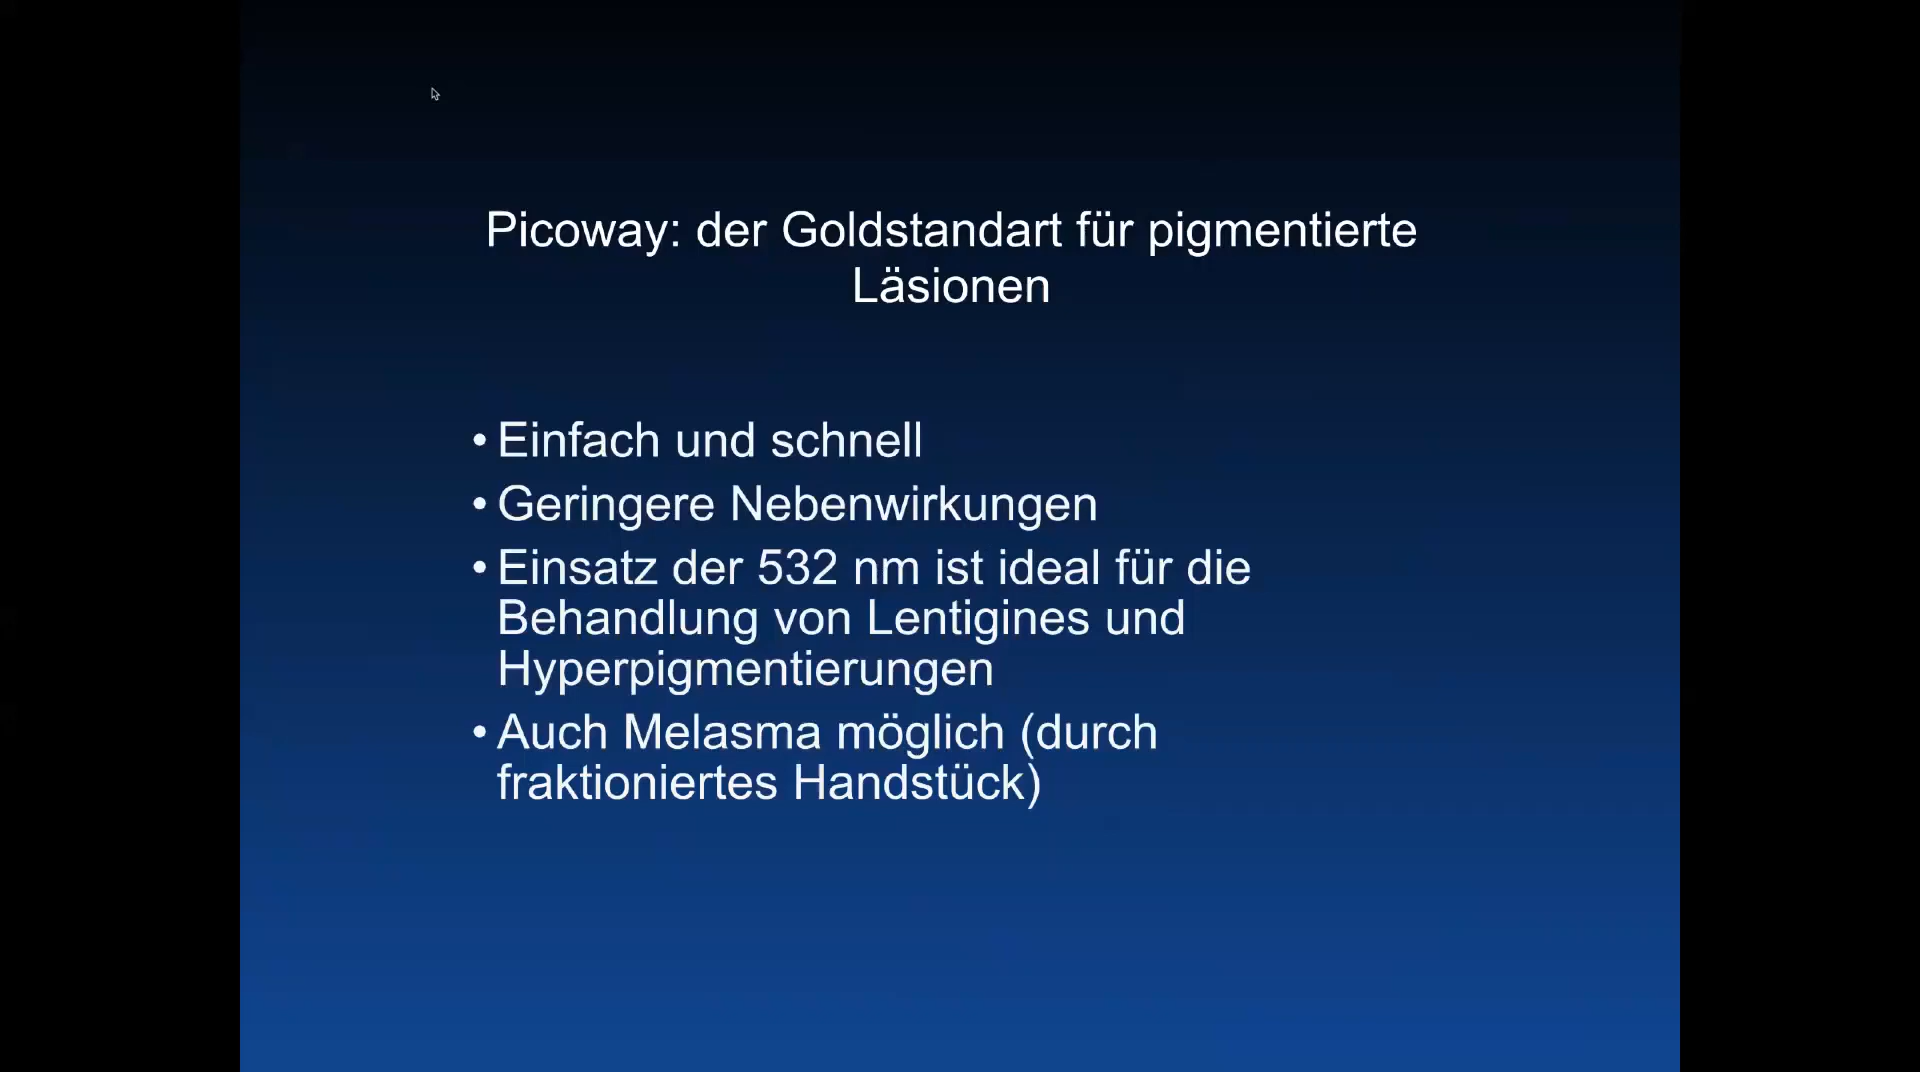 Picoway: der Goldstandart für pigmentierte
Läsionen
• Einfach und schnell
• Geringere Nebenwirkungen
• Einsatz der 532 nm ist ideal für die
Behandlung von Lentigines und
Hyperpigmentierungen
• Auch Melasma möglich (durch
fraktioniertes Handstück)